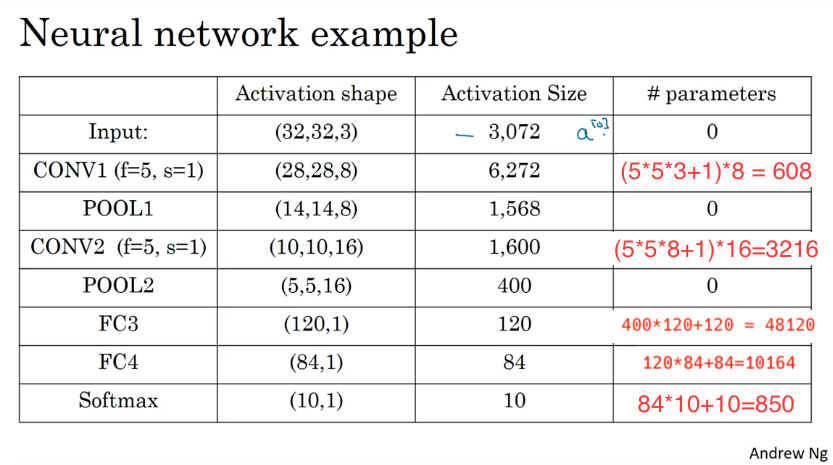 Neural network example
Activation shape Activation Size # parameters
Input: (32,32,3) — 3,072 a[0] 0
CONV1 (f=5, s=1) (28,28,8) 6,272 (5*5*3+1)*8 = 608
POOL1 (14,14,8) 1,568 0
CONV2 (f=5, s=1) (10,10,16) 1,600 (5*5*8+1)*16=3216
POOL2 (5,5,16) 400 0
FC3 (120,1) 120 400*120+120 = 48120
FC4 (84,1) 84 120*84+84=10164
Softmax (10,1) 10 84*10+10=850
Andrew Ng